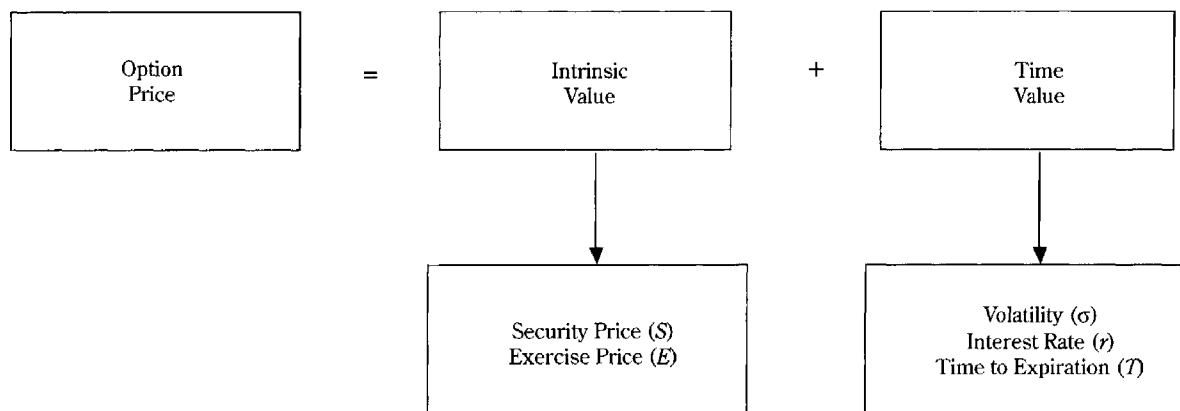 Option
Price
=
Intrinsic
Value
+
Time
Value
Security Price (S)
Exercise Price (E)
Volatility (σ)
Interest Rate (r)
Time to Expiration (T)